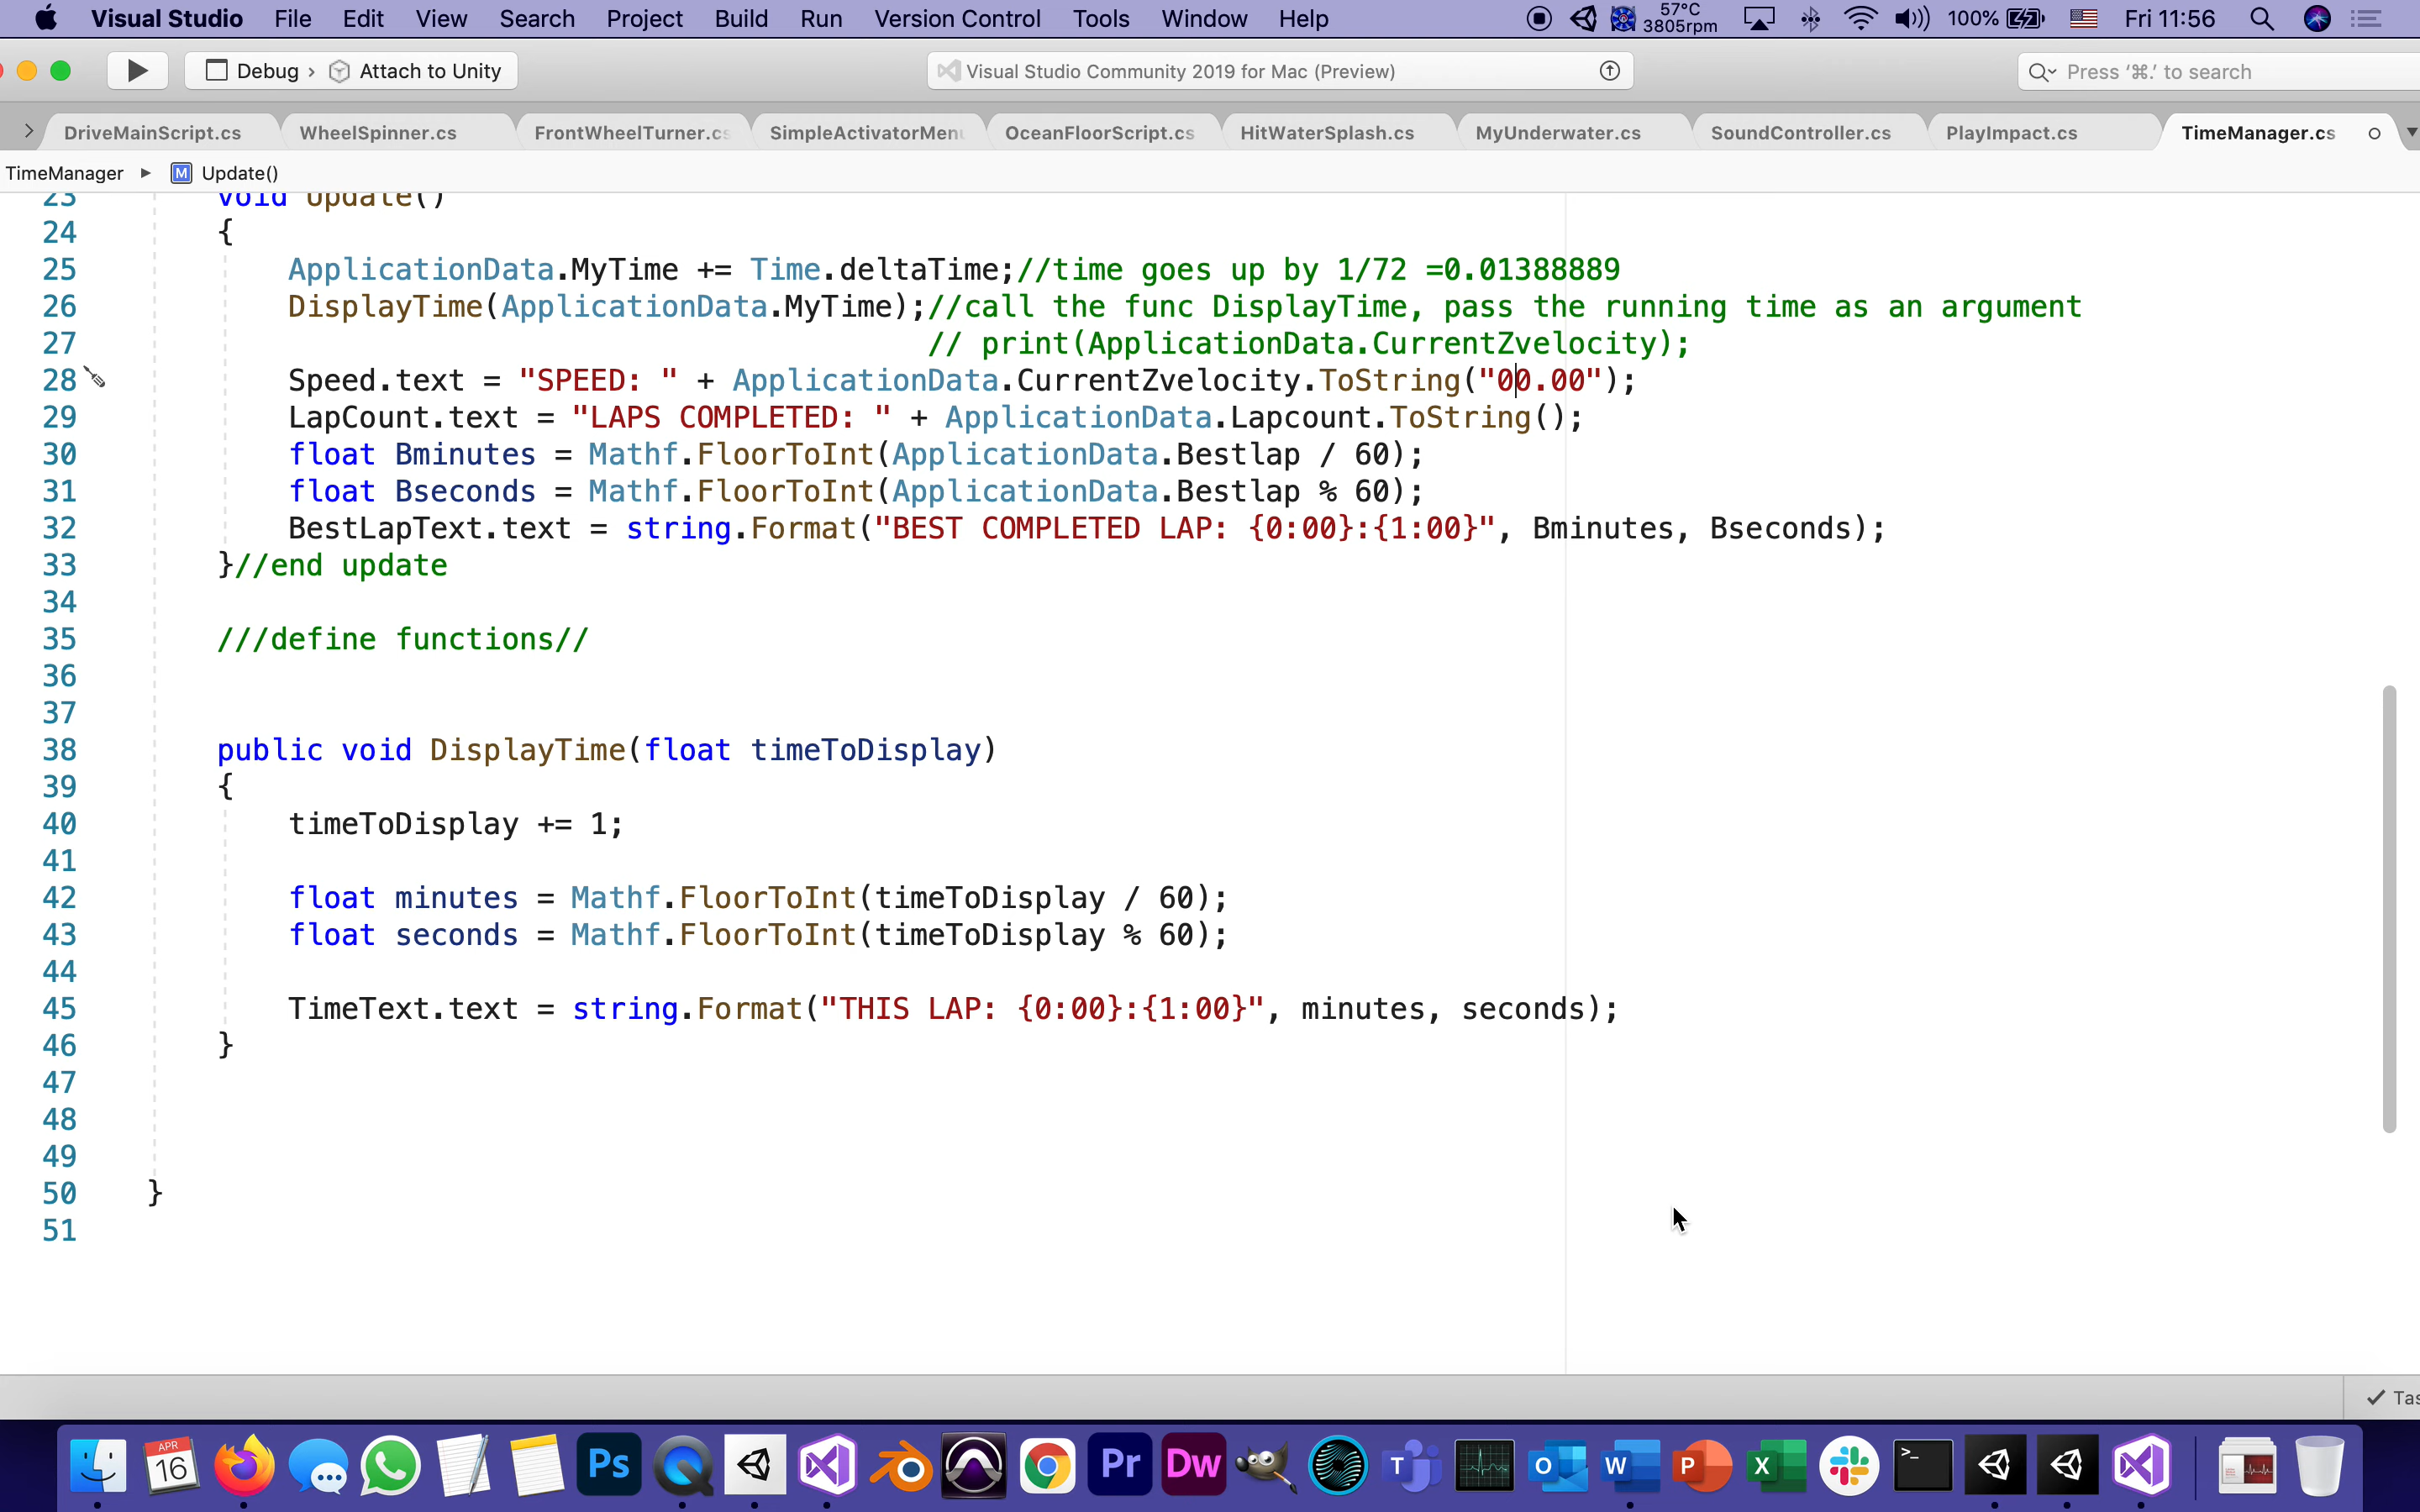 Visual Studio File Edit View Search Project Build Run Version Control Tools Window Help 57°C 3805rpm 100% Fri 11:56
Debug › Attach to Unity Visual Studio Community 2019 for Mac (Preview) Press ‘⌘.’ to search
DriveMainScript.cs WheelSpinner.cs FrontWheelTurner.cs SimpleActivatorMenu OceanFloorScript.cs HitWaterSplash.cs MyUnderwater.cs SoundController.cs PlayImpact.cs TimeManager.cs
TimeManager ▶ M Update()
23 void Update()
24 {
25 ApplicationData.MyTime += Time.deltaTime;//time goes up by 1/72 =0.01388889
26 DisplayTime(ApplicationData.MyTime);//call the func DisplayTime, pass the running time as an argument
27 // print(ApplicationData.CurrentZvelocity);
28 Speed.text = "SPEED: " + ApplicationData.CurrentZvelocity.ToString("00.00");
29 LapCount.text = "LAPS COMPLETED: " + ApplicationData.Lapcount.ToString();
30 float Bminutes = Mathf.FloorToInt(ApplicationData.Bestlap / 60);
31 float Bseconds = Mathf.FloorToInt(ApplicationData.Bestlap % 60);
32 BestLapText.text = string.Format("BEST COMPLETED LAP: {0:00}:{1:00}", Bminutes, Bseconds);
33 }//end update
34
35 ///define functions//
36
37
38 public void DisplayTime(float timeToDisplay)
39 {
40 timeToDisplay += 1;
41
42 float minutes = Mathf.FloorToInt(timeToDisplay / 60);
43 float seconds = Mathf.FloorToInt(timeToDisplay % 60);
44
45 TimeText.text = string.Format("THIS LAP: {0:00}:{1:00}", minutes, seconds);
46 }
47
48
49
50 }
51
✓ Tas
APR 16 Ps Pr Dw T O W P X >_